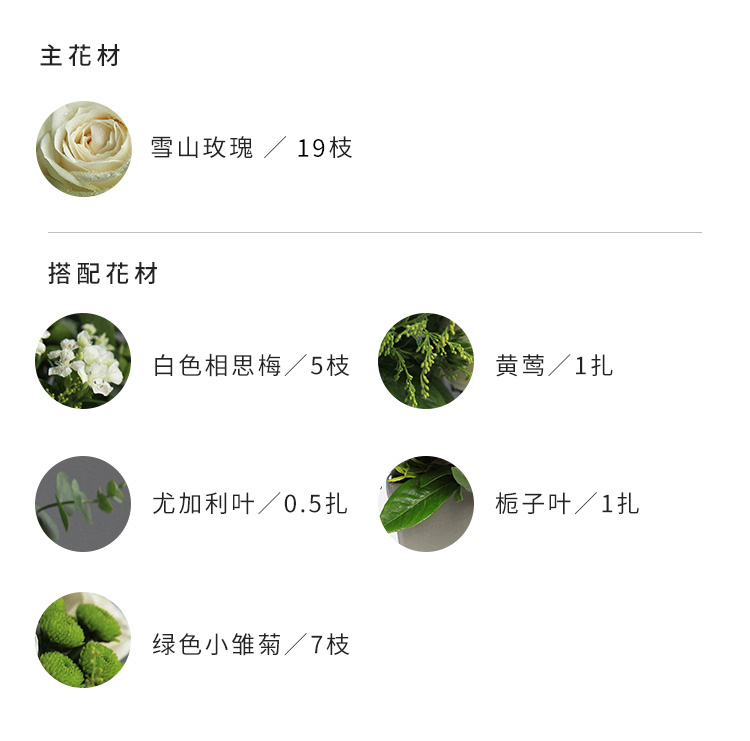 主花材
雪山玫瑰 ／ 19枝
搭配花材
白色相思梅／5枝
黄莺／1扎
尤加利叶／0.5扎
栀子叶／1扎
绿色小雏菊／7枝